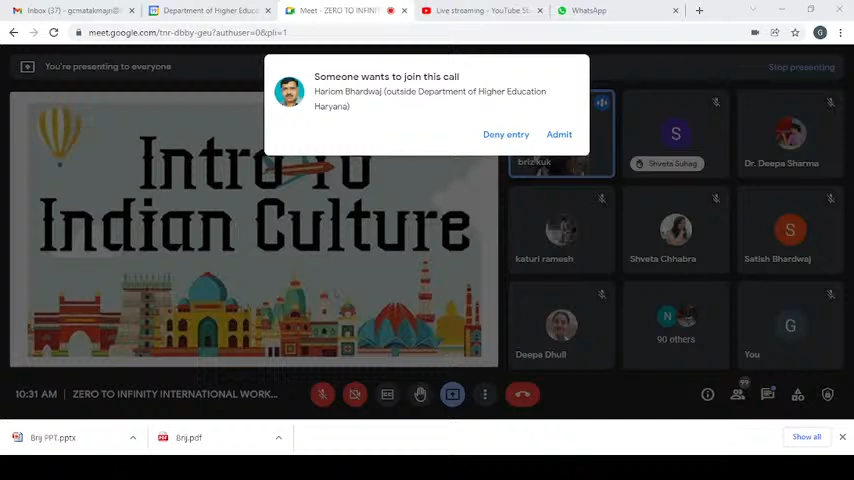 Inbox (37) - gcmatakmajri@
Department of Higher Educa
Meet - ZERO TO INFINIT
Live streaming - YouTube St
WhatsApp
meet.google.com/tnr-dbby-geu?authuser=0&pli=1
G
You're presenting to everyone
Stop presenting
Someone wants to join this call
Hariom Bhardwaj (outside Department of Higher Education
Haryana)
Deny entry
Admit
Intro To
Indian Culture
briz kuk
S
Shveta Suhag
Dr. Deepa Sharma
katuri ramesh
Shveta Chhabra
S
Satish Bhardwaj
Deepa Dhull
N
90 others
G
You
10:31 AM | ZERO TO INFINITY INTERNATIONAL WORK...
99
Brij PPT.pptx
Brij.pdf
Show all